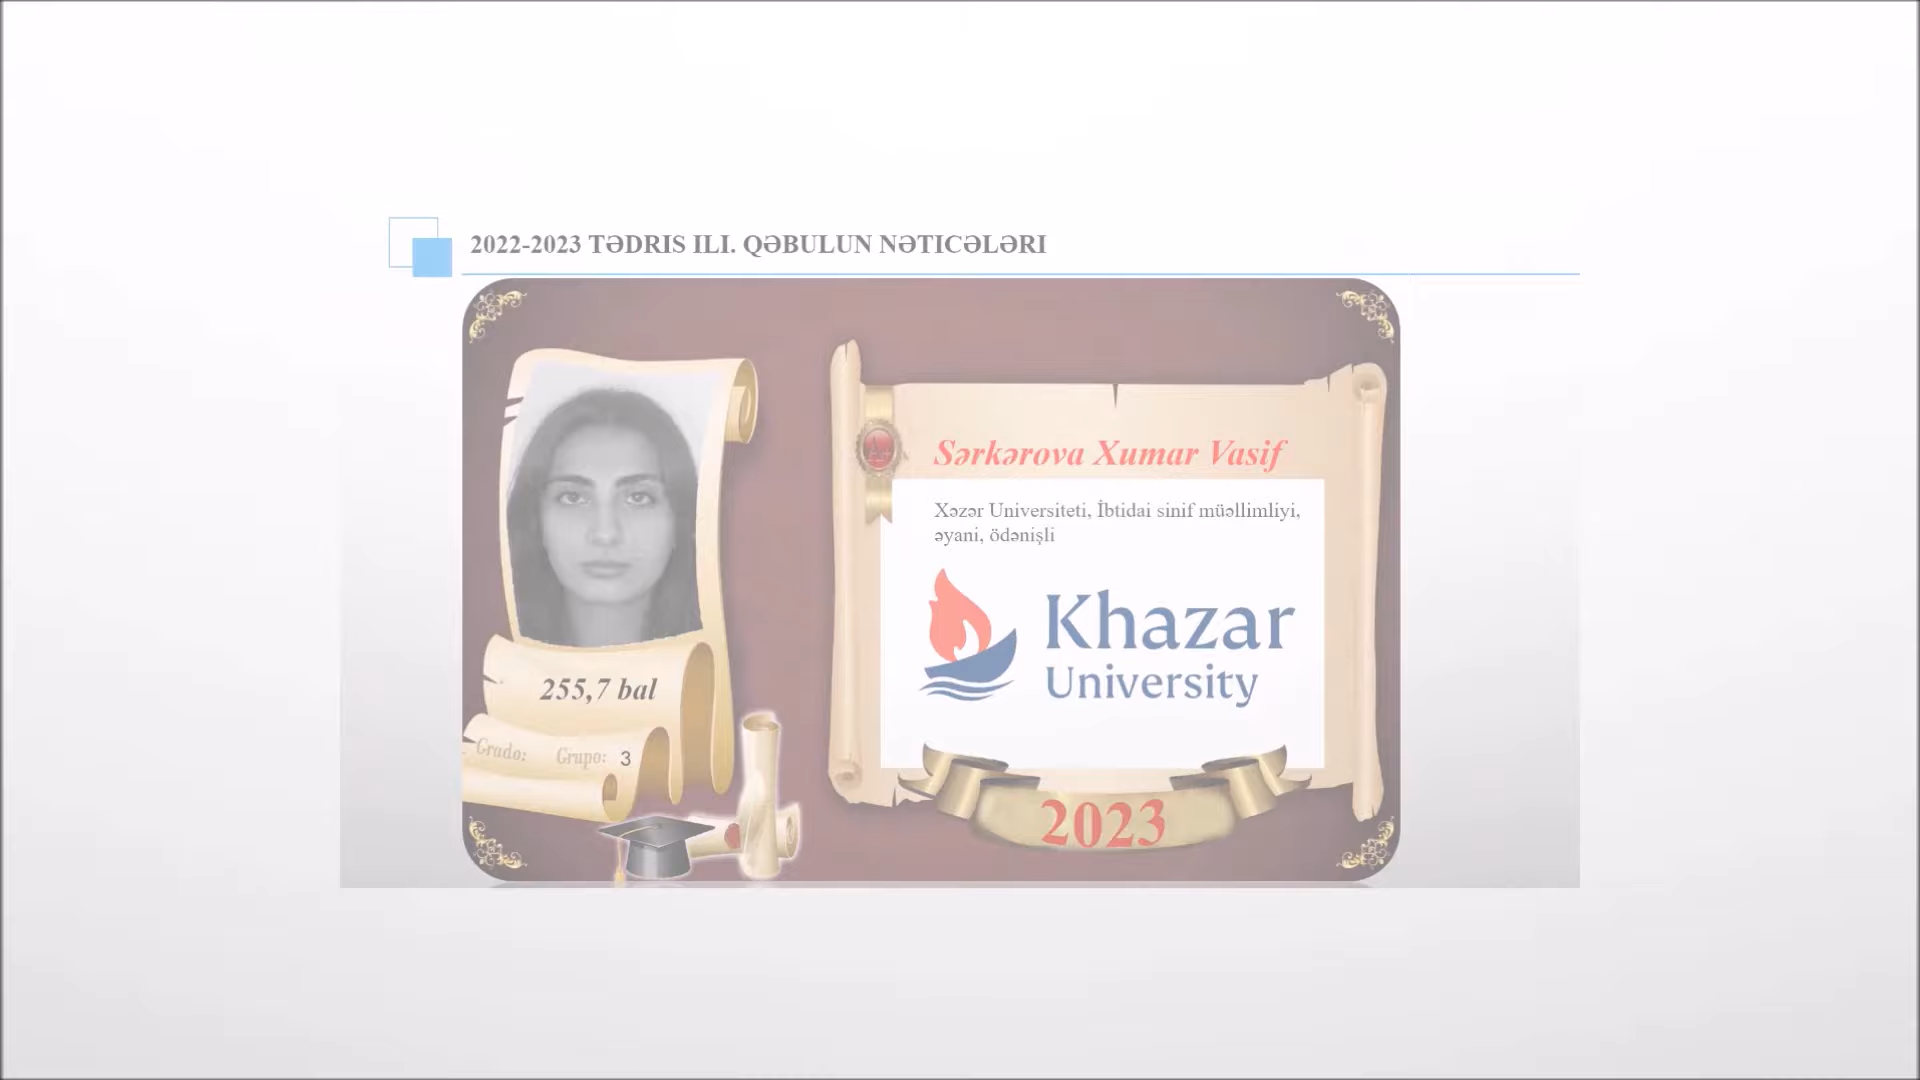 2022-2023 TƏDRIS ILI. QƏBULUN NƏTICƏLƏRI
Sərkərova Xumar Vasif
Xəzər Universiteti, İbtidai sinif müəllimliyi,
əyani, ödənişli
Khazar
University
255,7 bal
Grado: Grupo: 3
2023